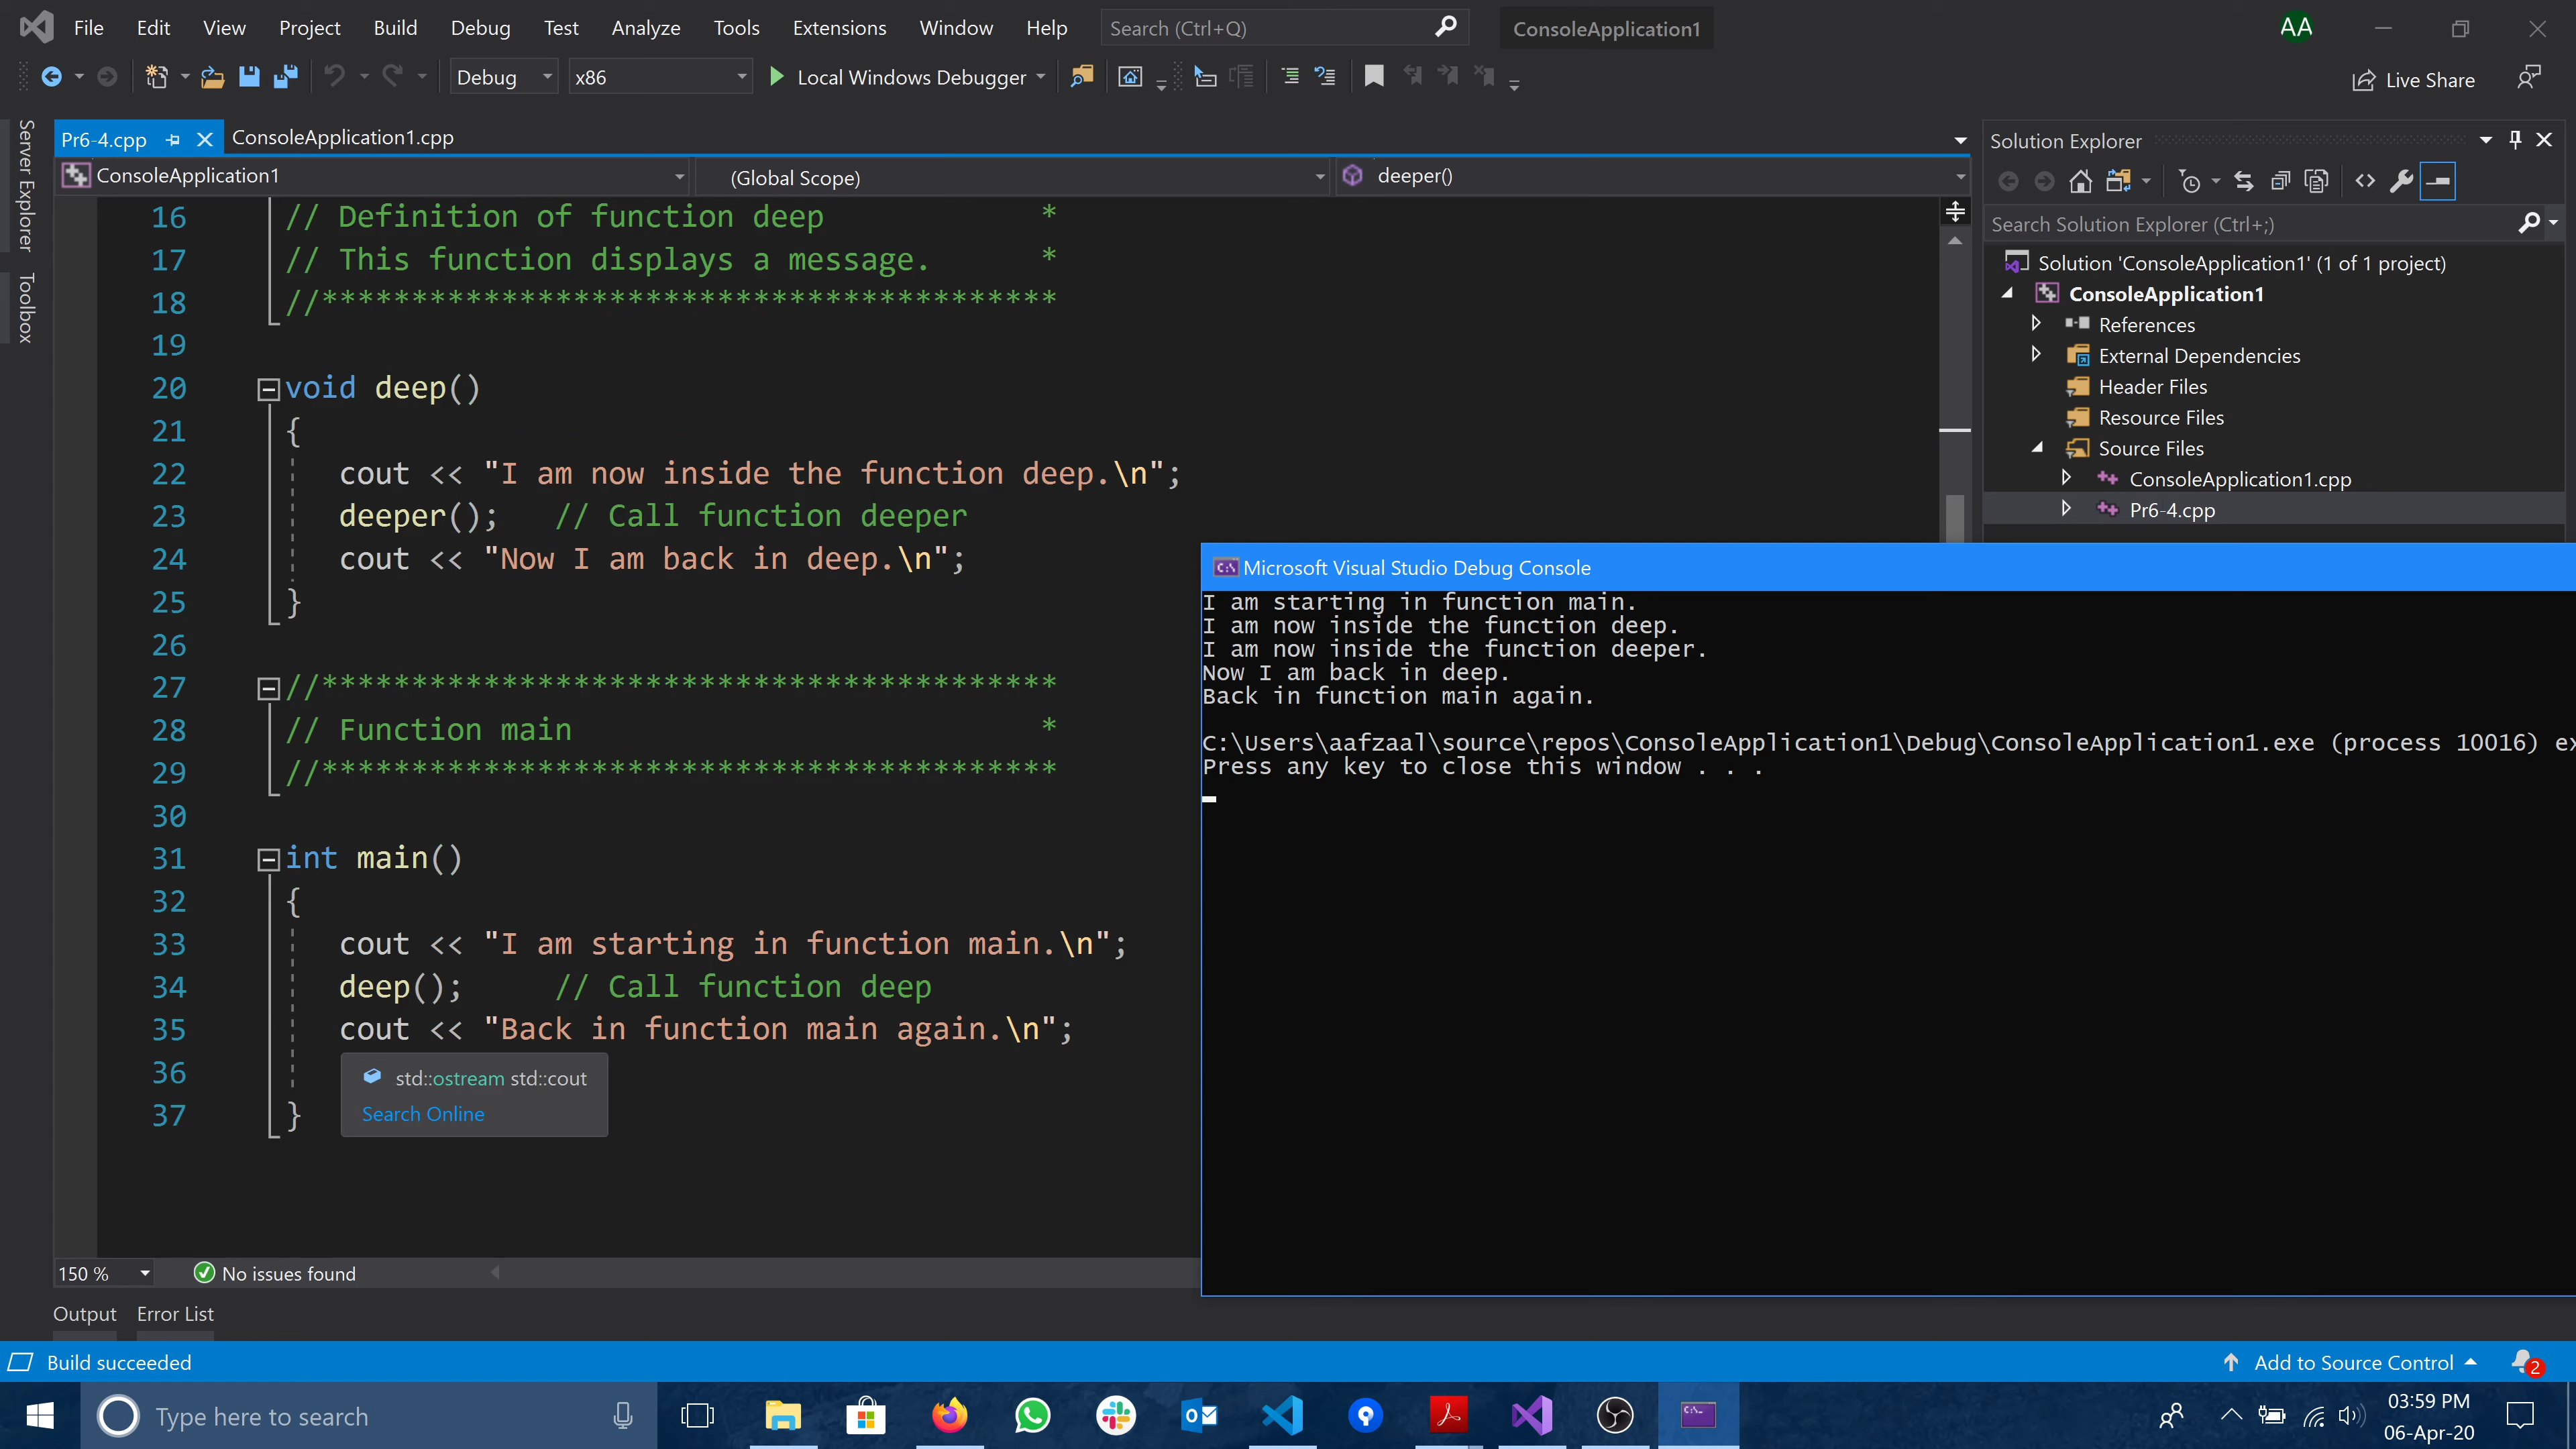 File Edit View Project Build Debug Test Analyze Tools Extensions Window Help Search (Ctrl+Q) ConsoleApplication1 AA
Debug x86 Local Windows Debugger Live Share
Server Explorer
Toolbox
Pr6-4.cpp ConsoleApplication1.cpp
ConsoleApplication1 (Global Scope) deeper()
16 // Definition of function deep *
17 // This function displays a message. *
18 //*****************************************
19
20 void deep()
21 {
22 cout << "I am now inside the function deep.\n";
23 deeper(); // Call function deeper
24 cout << "Now I am back in deep.\n";
25 }
26
27 //*****************************************
28 // Function main *
29 //*****************************************
30
31 int main()
32 {
33 cout << "I am starting in function main.\n";
34 deep(); // Call function deep
35 cout << "Back in function main again.\n";
36
37 }
std::ostream std::cout
Search Online
150 % No issues found
Output Error List
Build succeeded
Solution Explorer
Search Solution Explorer (Ctrl+;)
Solution 'ConsoleApplication1' (1 of 1 project)
ConsoleApplication1
References
External Dependencies
Header Files
Resource Files
Source Files
ConsoleApplication1.cpp
Pr6-4.cpp
Microsoft Visual Studio Debug Console
I am starting in function main.
I am now inside the function deep.
I am now inside the function deeper.
Now I am back in deep.
Back in function main again.
C:\Users\aafzaal\source\repos\ConsoleApplication1\Debug\ConsoleApplication1.exe (process 10016) ex
Press any key to close this window . . .
Add to Source Control 2
Type here to search
03:59 PM
06-Apr-20